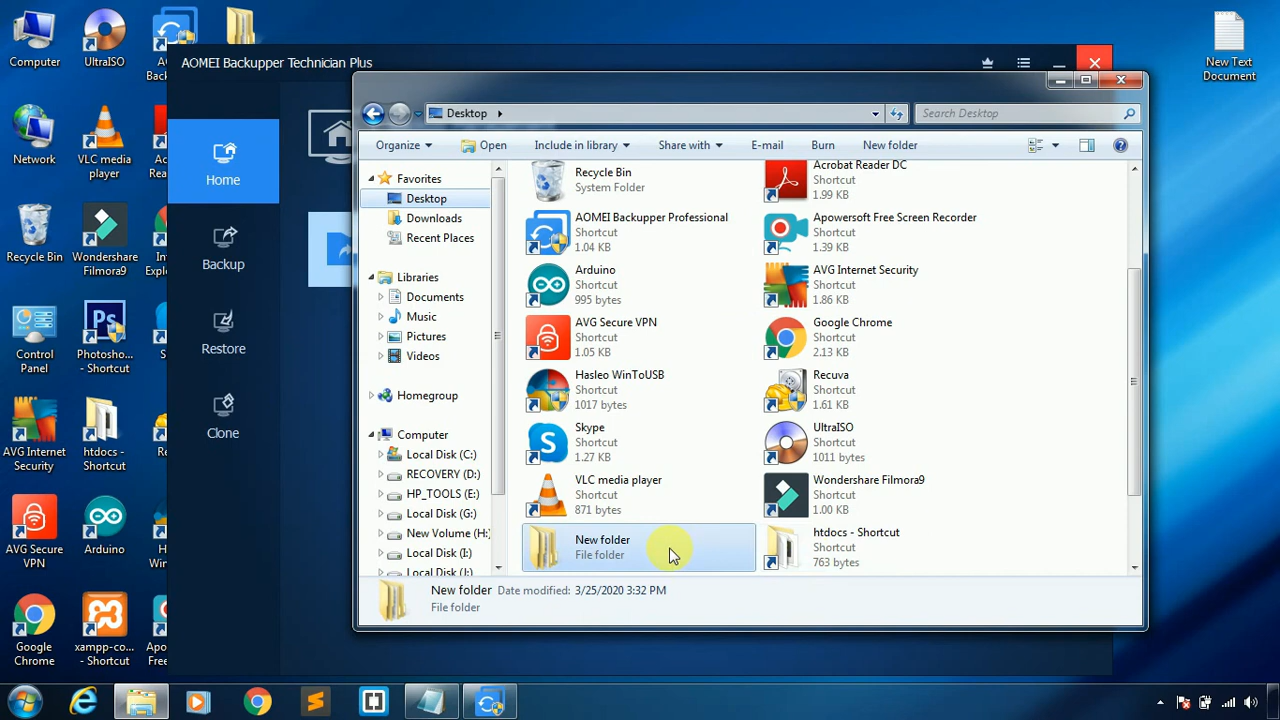 Computer
UltraISO
AO
Back
New Text
Document
Network
VLC media
player
Ac
Rea
Recycle Bin
Wondershare
Filmora9
In
Expl
Control
Panel
Photosho...
- Shortcut
S
AVG Internet
Security
htdocs -
Shortcut
Re
AVG Secure
VPN
Arduino
H
Win
Google
Chrome
xampp-co...
- Shortcut
Apo
Free
AOMEI Backupper Technician Plus
Home
Backup
Restore
Clone
Desktop
Search Desktop
Organize
Open
Include in library
Share with
E-mail
Burn
New folder
Favorites
Desktop
Downloads
Recent Places
Libraries
Documents
Music
Pictures
Videos
Homegroup
Computer
Local Disk (C:)
RECOVERY (D:)
HP_TOOLS (E:)
Local Disk (G:)
New Volume (H:
Local Disk (I:)
Local Disk (J:)
Recycle Bin
System Folder
Acrobat Reader DC
Shortcut
1.99 KB
AOMEI Backupper Professional
Shortcut
1.04 KB
Apowersoft Free Screen Recorder
Shortcut
1.39 KB
Arduino
Shortcut
995 bytes
AVG Internet Security
Shortcut
1.86 KB
AVG Secure VPN
Shortcut
1.05 KB
Google Chrome
Shortcut
2.13 KB
Hasleo WinToUSB
Shortcut
1017 bytes
Recuva
Shortcut
1.61 KB
Skype
Shortcut
1.27 KB
UltraISO
Shortcut
1011 bytes
VLC media player
Shortcut
871 bytes
Wondershare Filmora9
Shortcut
1.00 KB
New folder
File folder
htdocs - Shortcut
Shortcut
763 bytes
New folder Date modified: 3/25/2020 3:32 PM
File folder